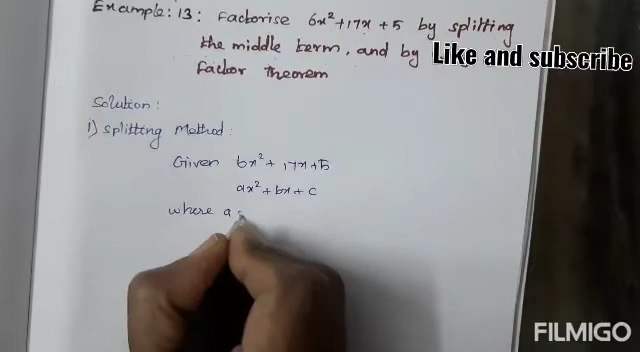 Example: 13: Factorise 6x²+17x+5 by splitting
the middle term, and by
Like and subscribe
Factor theorem
Solution:
1) Splitting Method:
Given 6x²+17x+5
ax²+bx+c
where a =
FILMIGO